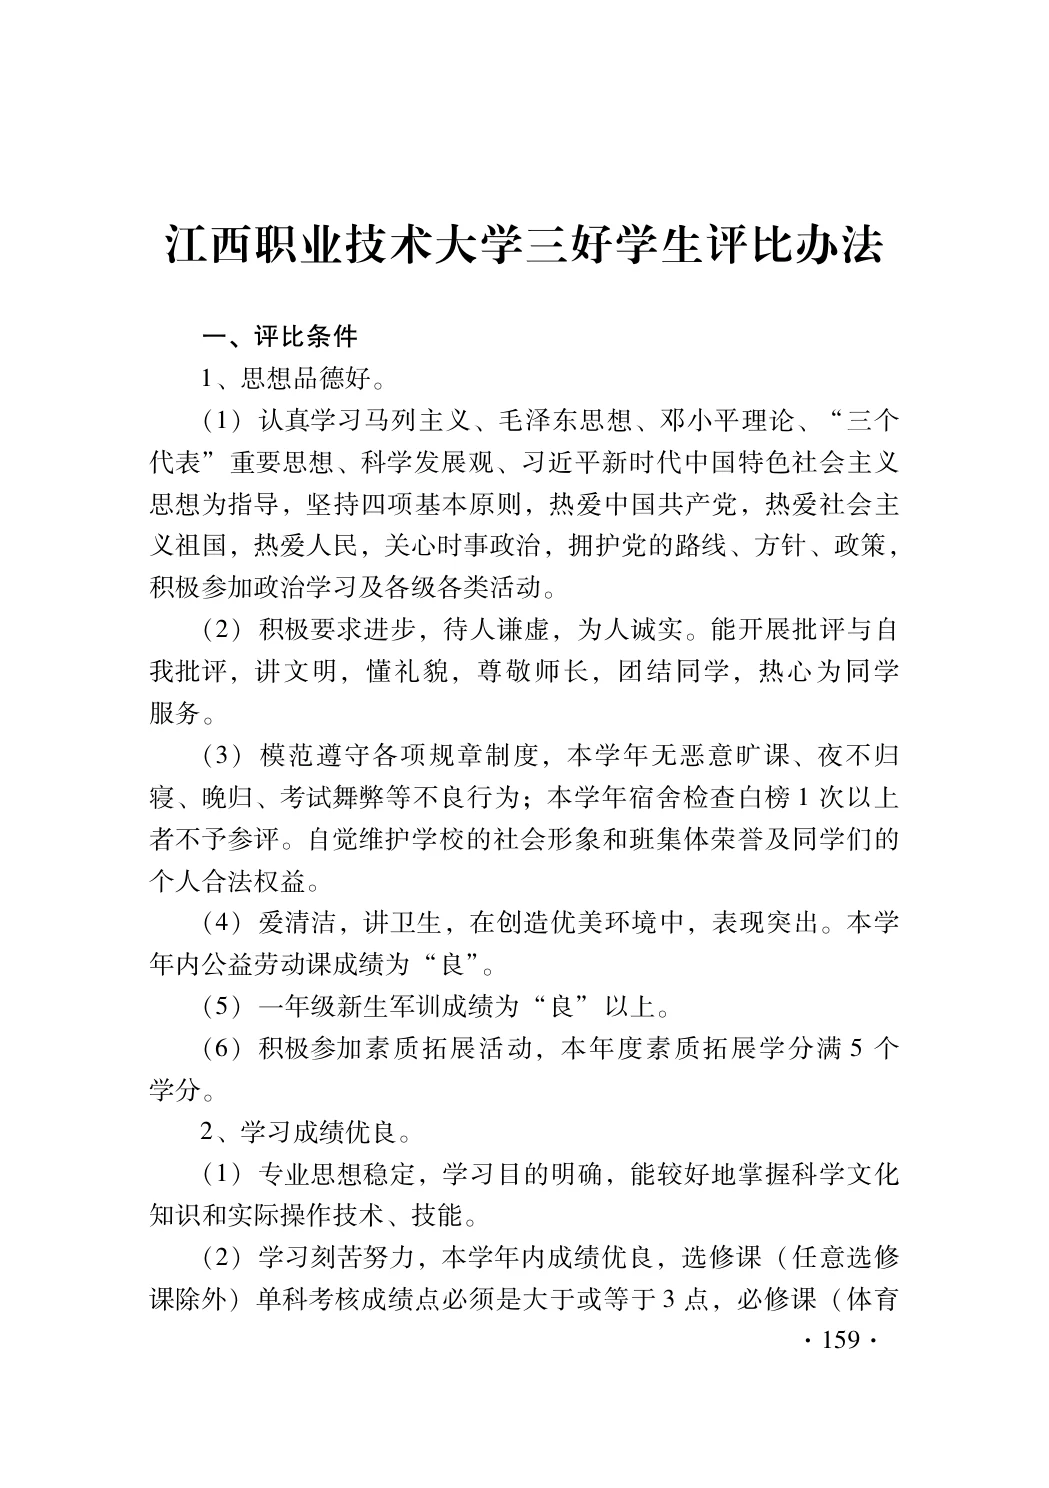 江西职业技术大学三好学生评比办法
一、评比条件
1、思想品德好。
（1）认真学习马列主义、毛泽东思想、邓小平理论、“三个
代表”重要思想、科学发展观、习近平新时代中国特色社会主义
思想为指导，坚持四项基本原则，热爱中国共产党，热爱社会主
义祖国，热爱人民，关心时事政治，拥护党的路线、方针、政策，
积极参加政治学习及各级各类活动。
（2）积极要求进步，待人谦虚，为人诚实。能开展批评与自
我批评，讲文明，懂礼貌，尊敬师长，团结同学，热心为同学
服务。
（3）模范遵守各项规章制度，本学年无恶意旷课、夜不归
寝、晚归、考试舞弊等不良行为；本学年宿舍检查白榜1次以上
者不予参评。自觉维护学校的社会形象和班集体荣誉及同学们的
个人合法权益。
（4）爱清洁，讲卫生，在创造优美环境中，表现突出。本学
年内公益劳动课成绩为“良”。
（5）一年级新生军训成绩为“良”以上。
（6）积极参加素质拓展活动，本年度素质拓展学分满5个
学分。
2、学习成绩优良。
（1）专业思想稳定，学习目的明确，能较好地掌握科学文化
知识和实际操作技术、技能。
（2）学习刻苦努力，本学年内成绩优良，选修课（任意选修
课除外）单科考核成绩点必须是大于或等于3点，必修课（体育
·159·